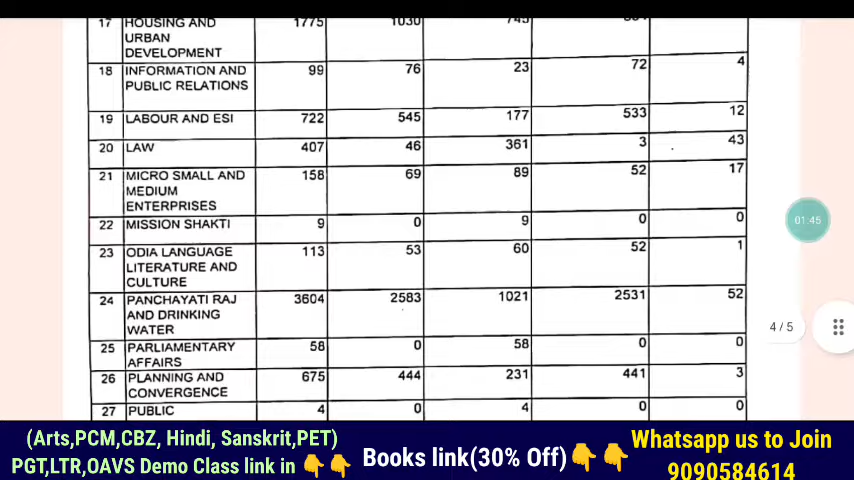 17 HOUSING AND 1775 1030 745
URBAN
DEVELOPMENT
18 INFORMATION AND 99 76 23 72 4
PUBLIC RELATIONS
19 LABOUR AND ESI 722 545 177 533 12
20 LAW 407 46 361 3 43
21 MICRO SMALL AND 158 69 89 52 17
MEDIUM
ENTERPRISES
22 MISSION SHAKTI 9 0 9 0 0
23 ODIA LANGUAGE 113 53 60 52 1
LITERATURE AND
CULTURE
24 PANCHAYATI RAJ 3604 2583 1021 2531 52
AND DRINKING
WATER
25 PARLIAMENTARY 58 0 58 0 0
AFFAIRS
26 PLANNING AND 675 444 231 441 3
CONVERGENCE
27 PUBLIC 4 0 4 0 0
01:45
4/5
(Arts,PCM,CBZ, Hindi, Sanskrit,PET)
PGT,LTR,OAVS Demo Class link in 👇👇
Books link(30% Off)👇👇
Whatsapp us to Join
9090584614